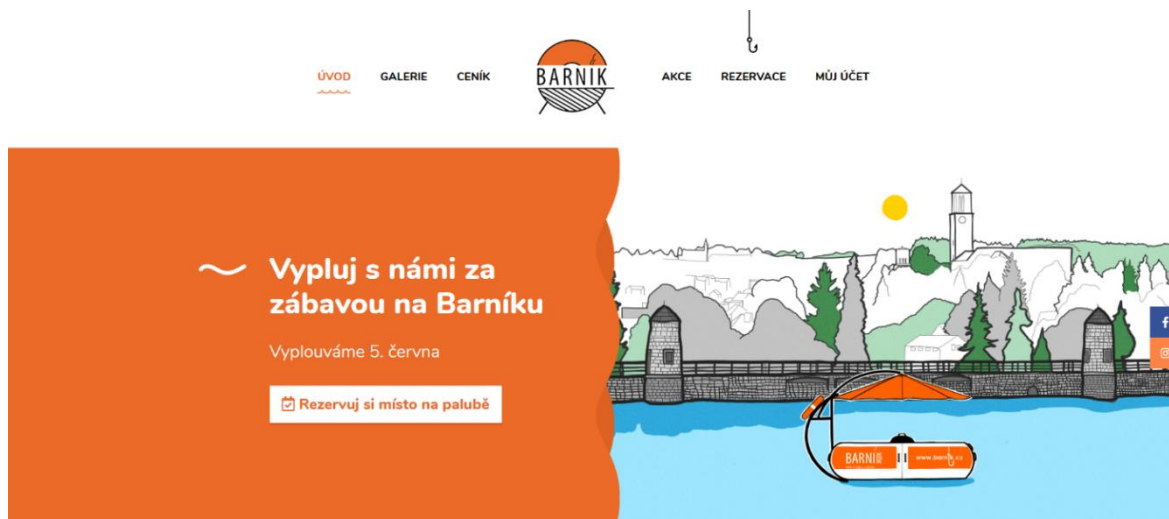 ÚVOD GALERIE CENÍK BARNIK AKCE REZERVACE MŮJ ÚČET
Vypluj s námi za
zábavou na Barníku
Vyplouváme 5. června
Rezervuj si místo na palubě
BARNIK www.barnik.cz